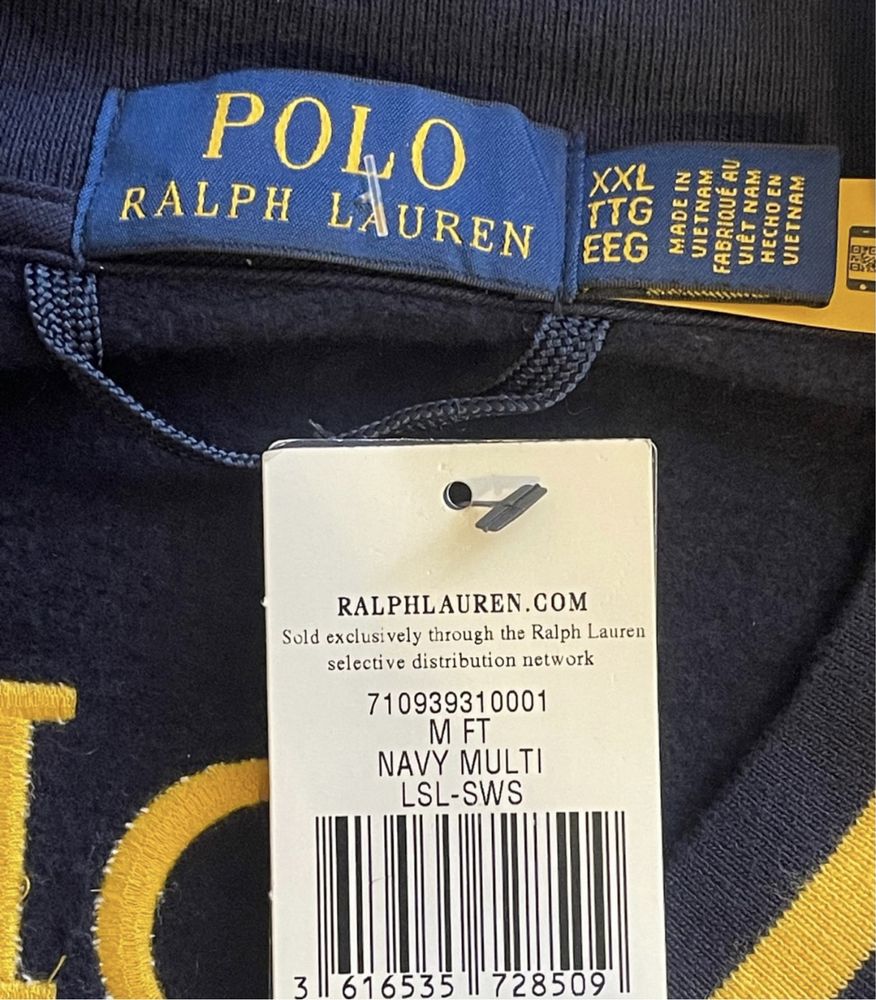 POLO
RALPH LAUREN
XXL
TTG
EEG
MADE IN
VIETNAM
FABRIQUÉ AU
VIÊT NAM
HECHO EN
VIETNAM
RALPHLAUREN.COM
Sold exclusively through the Ralph Lauren
selective distribution network
710939310001
M FT
NAVY MULTI
LSL-SWS
3 616535 728509